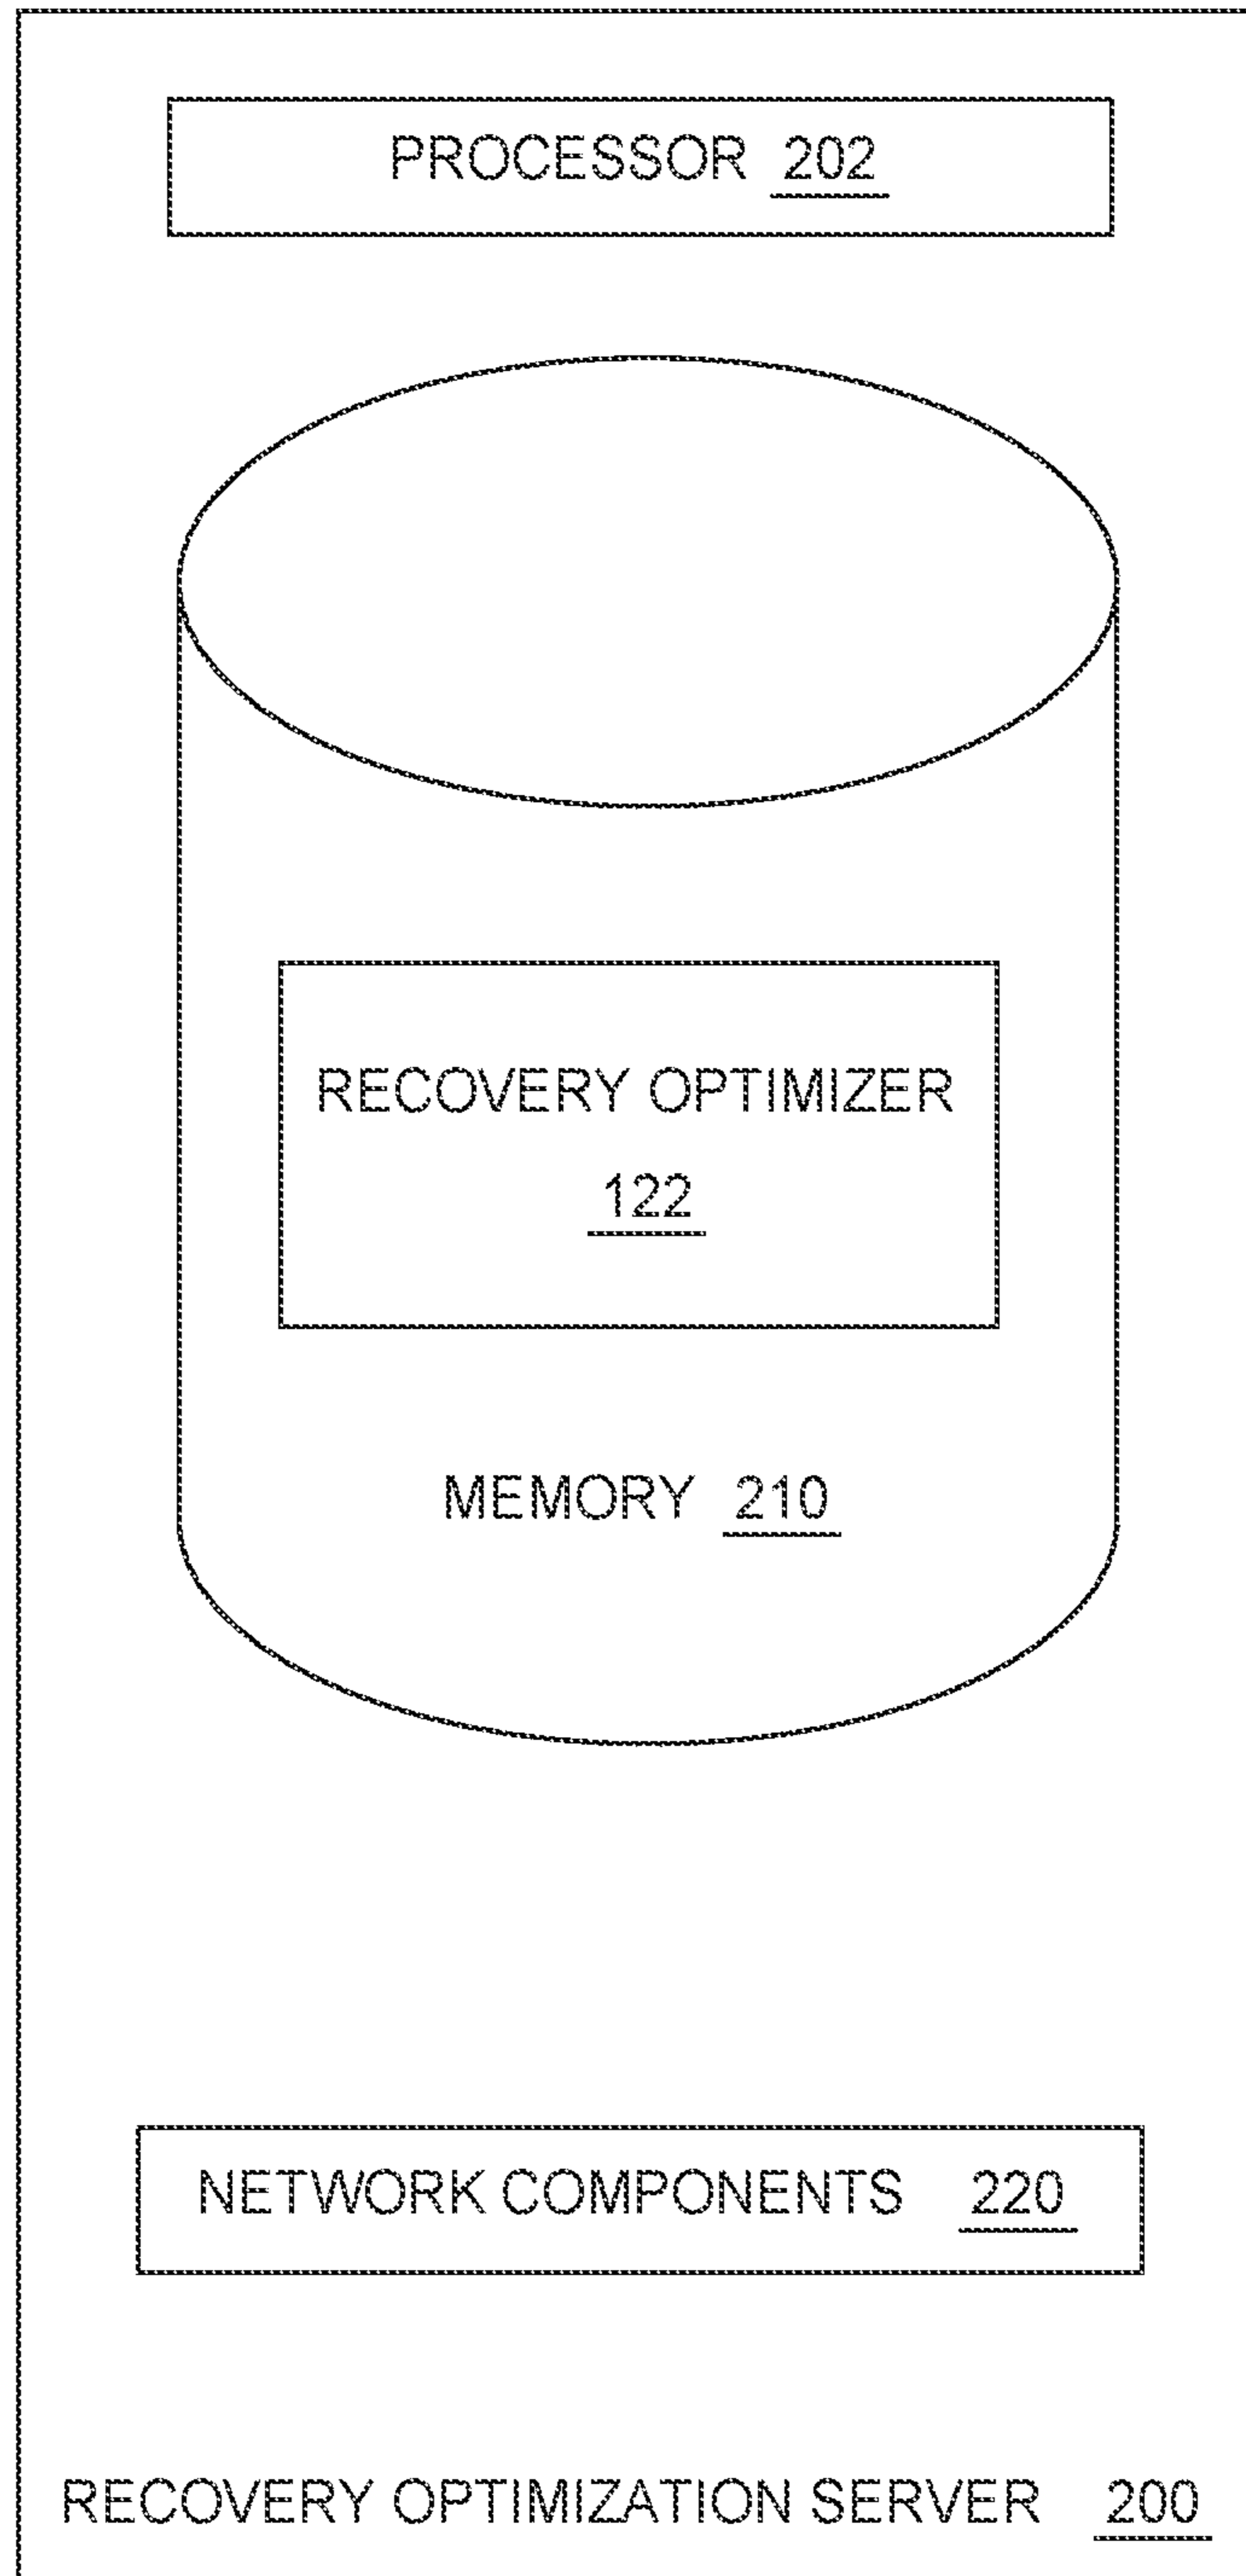 PROCESSOR 202
RECOVERY OPTIMIZER
122
MEMORY 210
NETWORK COMPONENTS 220
RECOVERY OPTIMIZATION SERVER 200